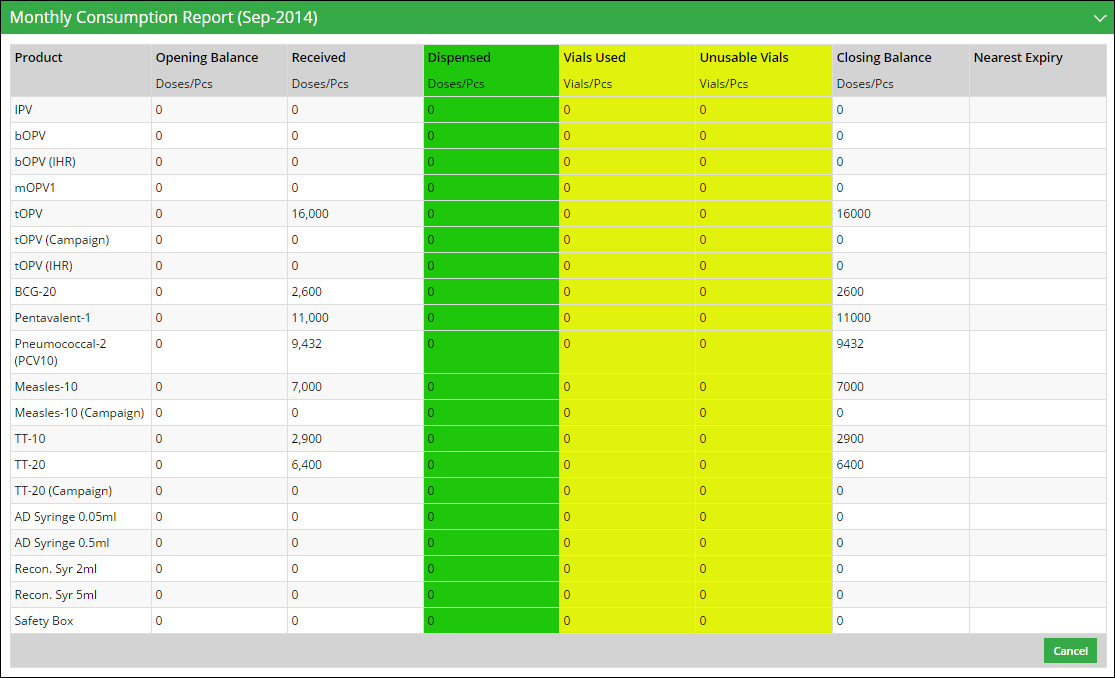 Monthly Consumption Report (Sep-2014)
Product Opening Balance Received Dispensed Vials Used Unusable Vials Closing Balance Nearest Expiry
Doses/Pcs Doses/Pcs Doses/Pcs Vials/Pcs Vials/Pcs Doses/Pcs
IPV 0 0 0 0 0 0
bOPV 0 0 0 0 0 0
bOPV (IHR) 0 0 0 0 0 0
mOPV1 0 0 0 0 0 0
tOPV 0 16,000 0 0 0 16000
tOPV (Campaign) 0 0 0 0 0 0
tOPV (IHR) 0 0 0 0 0 0
BCG-20 0 2,600 0 0 0 2600
Pentavalent-1 0 11,000 0 0 0 11000
Pneumococcal-2 0 9,432 0 0 0 9432
(PCV10)
Measles-10 0 7,000 0 0 0 7000
Measles-10 (Campaign) 0 0 0 0 0 0
TT-10 0 2,900 0 0 0 2900
TT-20 0 6,400 0 0 0 6400
TT-20 (Campaign) 0 0 0 0 0 0
AD Syringe 0.05ml 0 0 0 0 0 0
AD Syringe 0.5ml 0 0 0 0 0 0
Recon. Syr 2ml 0 0 0 0 0 0
Recon. Syr 5ml 0 0 0 0 0 0
Safety Box 0 0 0 0 0 0
Cancel